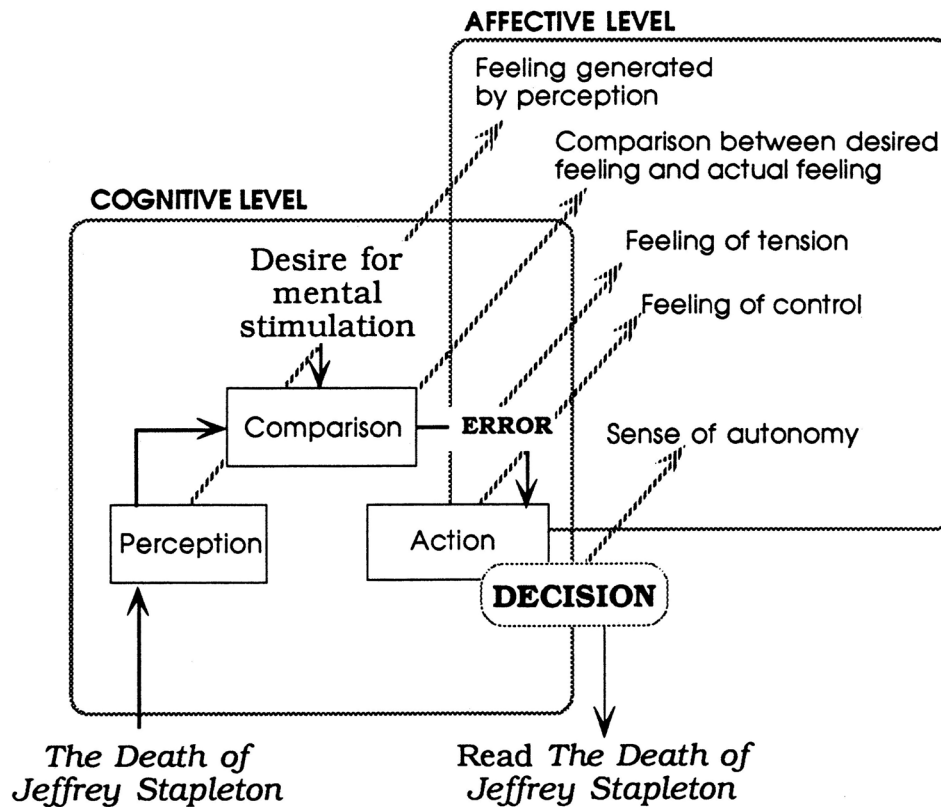 AFFECTIVE LEVEL
Feeling generated
by perception
Comparison between desired
feeling and actual feeling
COGNITIVE LEVEL
Desire for
mental
stimulation
Feeling of tension
Feeling of control
Comparison
ERROR
Sense of autonomy
Perception
Action
DECISION
The Death of
Jeffrey Stapleton
Read The Death of
Jeffrey Stapleton